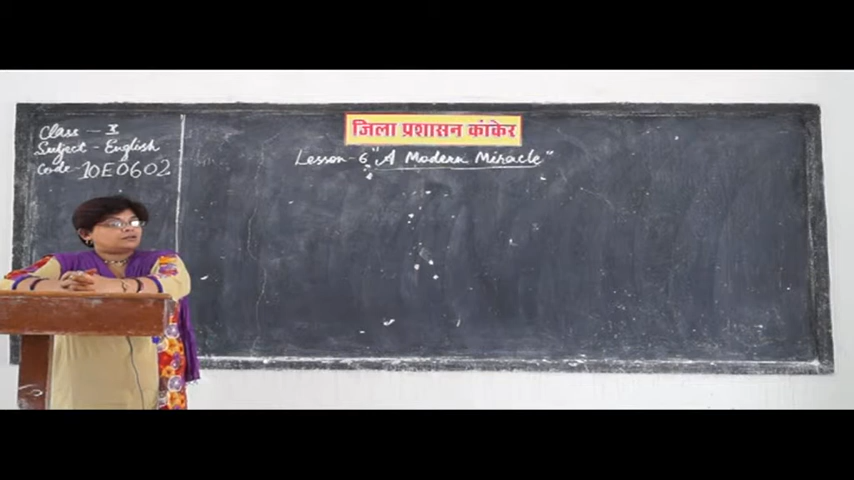 Class - X
Subject - English
Code - 10E0602
जिला प्रशासन कांकेर
Lesson - 6 "A Modern Miracle"